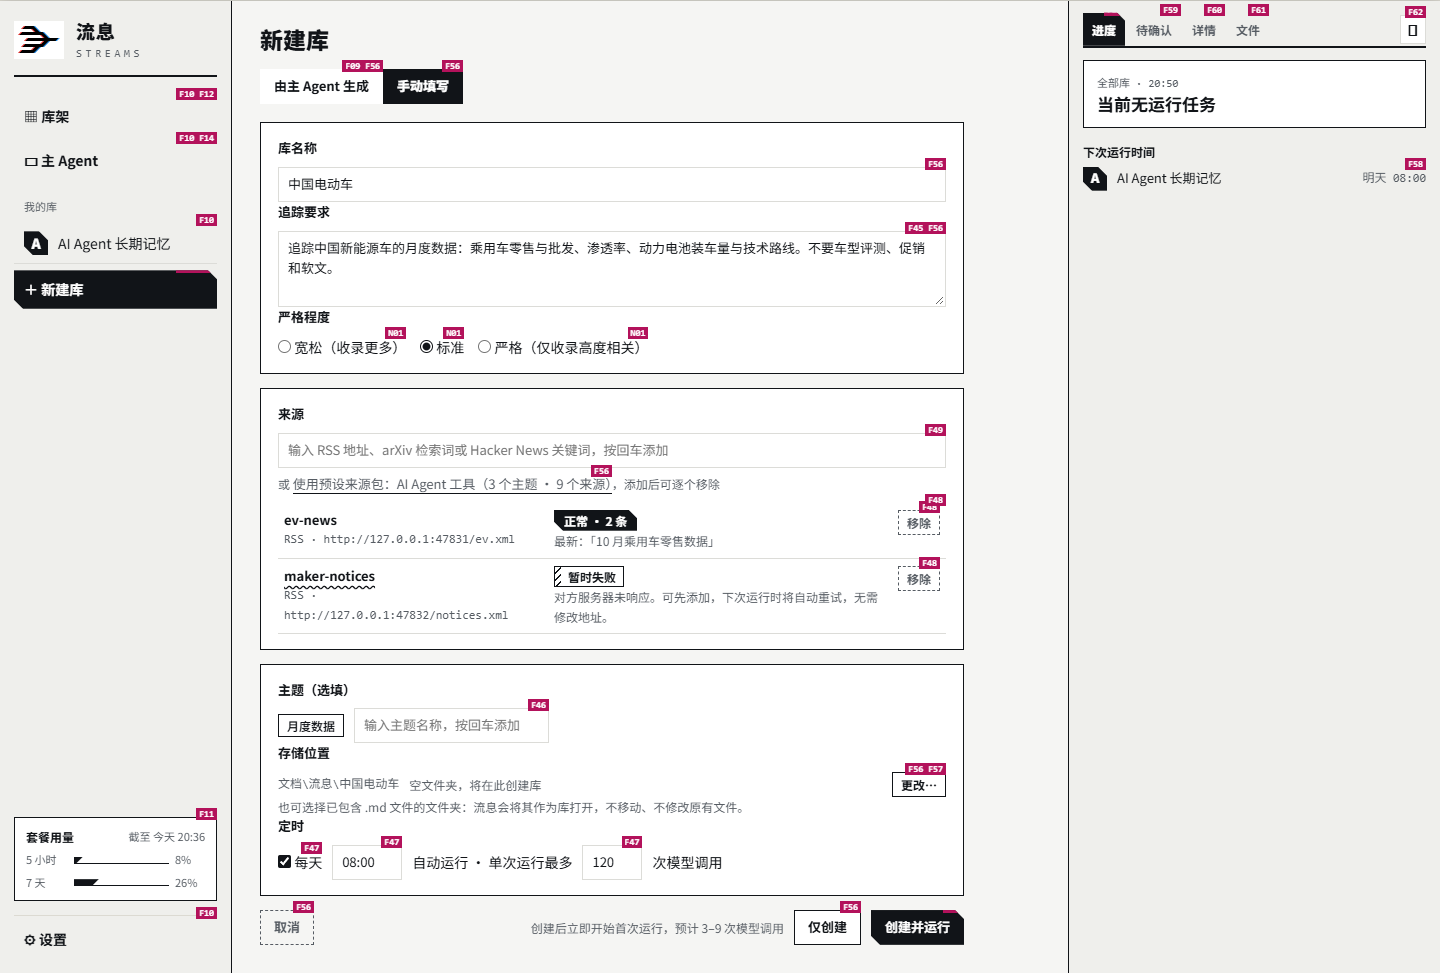 流息
STREAMS
F10 F12
库架
F10 F14
主 Agent
我的库
F10
A AI Agent 长期记忆
+ 新建库
F11
套餐用量 截至 今天 20:36
5 小时 8%
7 天 26%
F10
设置
新建库
F09 F56 F56
由主 Agent 生成 手动填写
库名称
F56
中国电动车
追踪要求
F45 F56
追踪中国新能源车的月度数据：乘用车零售与批发、渗透率、动力电池装车量与技术路线。不要车型评测、促销
和软文。
严格程度
N01 N01 N01
宽松（收录更多） 标准 严格（仅收录高度相关）
来源
F49
输入 RSS 地址、arXiv 检索词或 Hacker News 关键词，按回车添加
F56
或 使用预设来源包：AI Agent 工具（3 个主题 · 9 个来源），添加后可逐个移除
F48
F48
ev-news 正常 · 2 条 移除
RSS · http://127.0.0.1:47831/ev.xml 最新：「10 月乘用车零售数据」
F48
maker-notices 暂时失败 移除
RSS · 对方服务器未响应。可先添加，下次运行时将自动重试，无需
http://127.0.0.1:47832/notices.xml 修改地址。
主题（选填）
F46
月度数据 输入主题名称，按回车添加
存储位置
F56 F57
文档\流息\中国电动车 空文件夹，将在此创建库 更改…
也可选择已包含 .md 文件的文件夹：流息会将其作为库打开，不移动、不修改原有文件。
定时
F47 F47 F47
每天 08:00 自动运行 · 单次运行最多 120 次模型调用
F56 F56
取消 创建后立即开始首次运行，预计 3–9 次模型调用 仅创建 创建并运行
F59 F60 F61 F62
进度 待确认 详情 文件
全部库 · 20:50
当前无运行任务
下次运行时间
F58
A AI Agent 长期记忆 明天 08:00